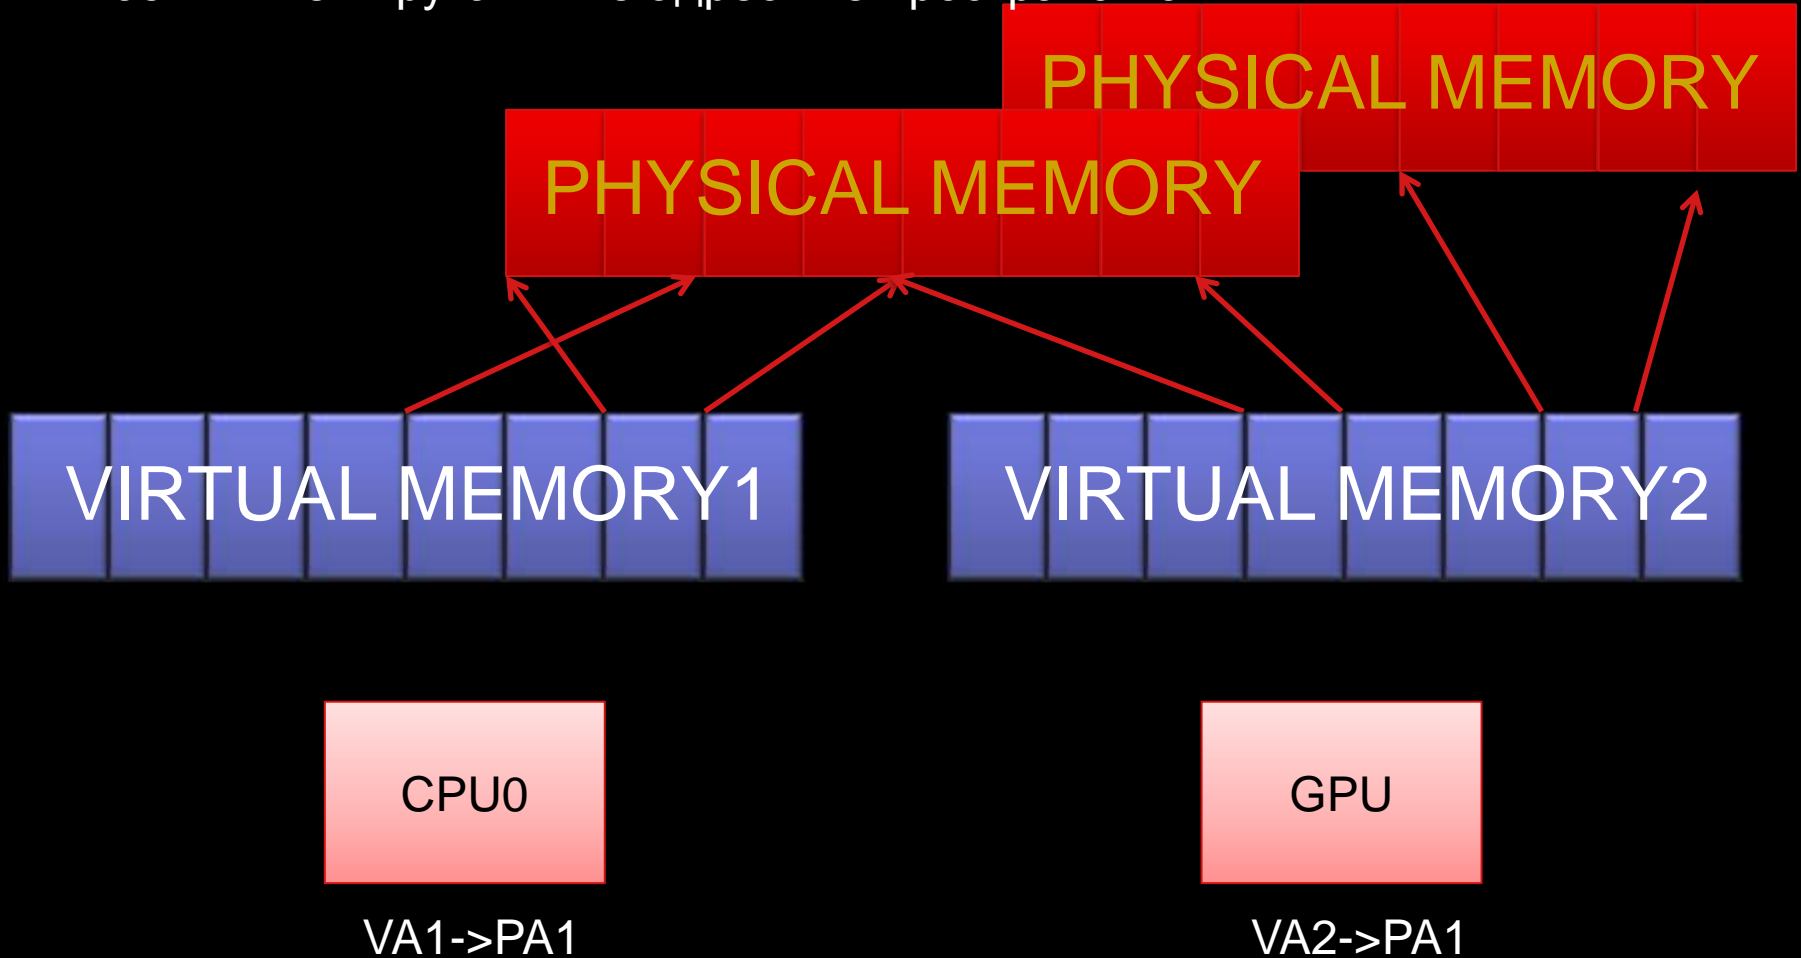 PHYSICAL MEMORY
PHYSICAL MEMORY
VIRTUAL MEMORY1
VIRTUAL MEMORY2
CPU0
GPU
VA1->PA1
VA2->PA1